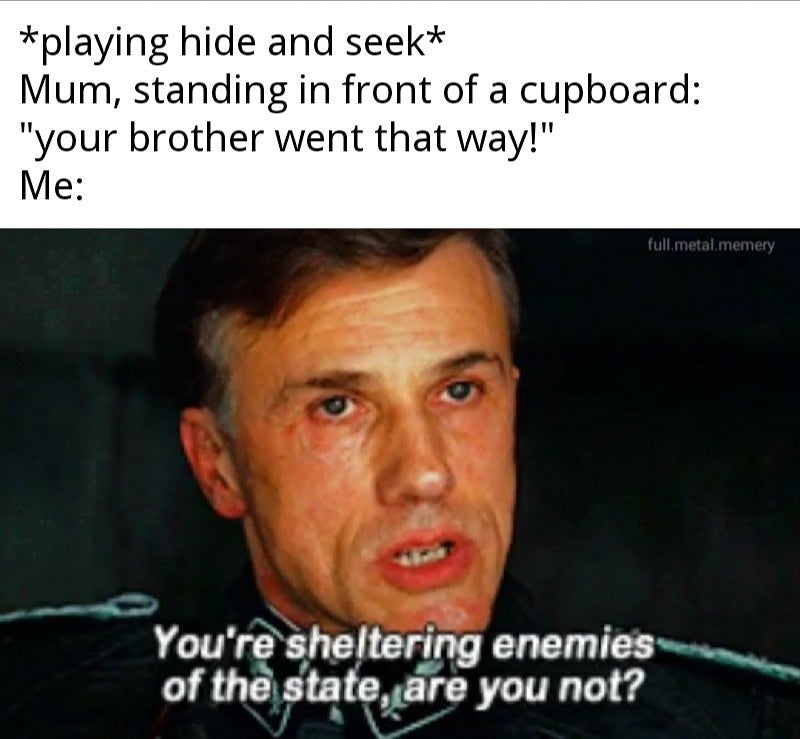 *playing hide and seek*
Mum, standing in front of a cupboard:
"your brother went that way!"
Me:
full.metal.memery
You're sheltering enemies
of the state, are you not?